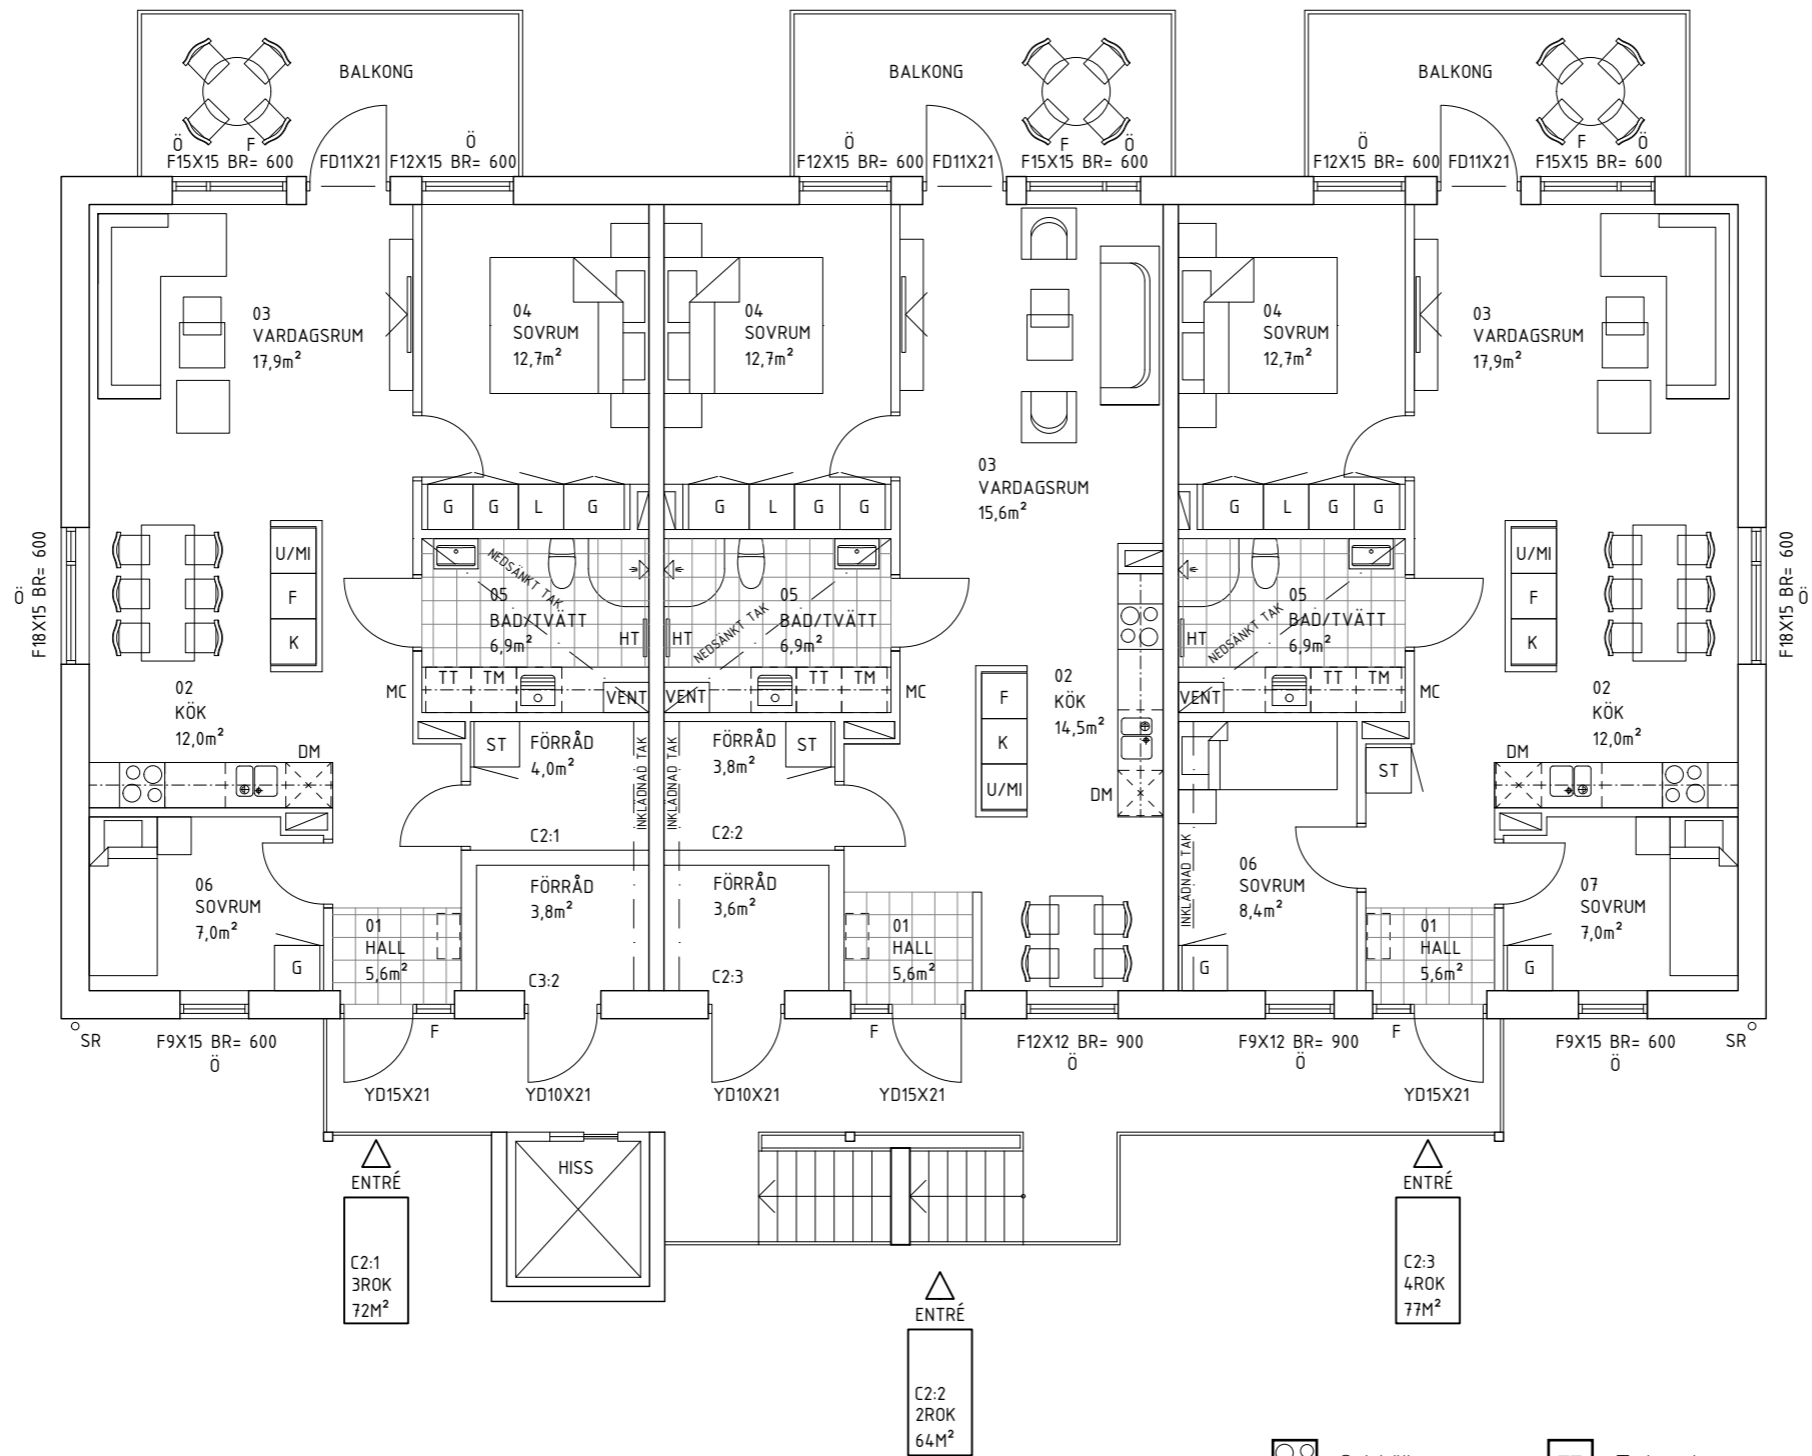 BALKONG
BALKONG
BALKONG
Ö
F
Ö
Ö
F
Ö
Ö
F
Ö
F15X15 BR= 600
FD11X21
F12X15 BR= 600
F12X15 BR= 600
FD11X21
F15X15 BR= 600
F12X15 BR= 600
FD11X21
F15X15 BR= 600
03
VARDAGSRUM
17,9m²
04
SOVRUM
12,7m²
04
SOVRUM
12,7m²
04
SOVRUM
12,7m²
03
VARDAGSRUM
17,9m²
03
VARDAGSRUM
15,6m²
G
G
L
G
G
L
G
G
G
L
G
G
Ö
F18X15 BR= 600
U/MI
F
K
NEDSÄNKT TAK
05
BAD/TVÄTT
6,9m²
HT
HT
NEDSÄNKT TAK
05
BAD/TVÄTT
6,9m²
HT
NEDSÄNKT TAK
05
BAD/TVÄTT
6,9m²
U/MI
F
K
F18X15 BR= 600
Ö
MC
TT
TM
VENT
VENT
TT
TM
MC
VENT
TT
TM
MC
02
KÖK
12,0m²
DM
02
KÖK
14,5m²
F
K
U/MI
DM
02
KÖK
12,0m²
DM
ST
FÖRRÅD
4,0m²
INKLÄDNAD TAK
INKLÄDNAD TAK
FÖRRÅD
3,8m²
ST
ST
C2:1
C2:2
INKLÄDNAD TAK
06
SOVRUM
7,0m²
G
01
HALL
5,6m²
FÖRRÅD
3,8m²
C3:2
FÖRRÅD
3,6m²
C2:3
01
HALL
5,6m²
06
SOVRUM
8,4m²
G
01
HALL
5,6m²
07
SOVRUM
7,0m²
G
SR
F9X15 BR= 600
Ö
F
F
F12X12 BR= 900
Ö
F9X12 BR= 900
Ö
F
F9X15 BR= 600
Ö
SR
YD15X21
YD10X21
YD10X21
YD15X21
YD15X21
ENTRÉ
HISS
ENTRÉ
C2:1
3ROK
72M²
C2:3
4ROK
77M²
ENTRÉ
C2:2
2ROK
64M²